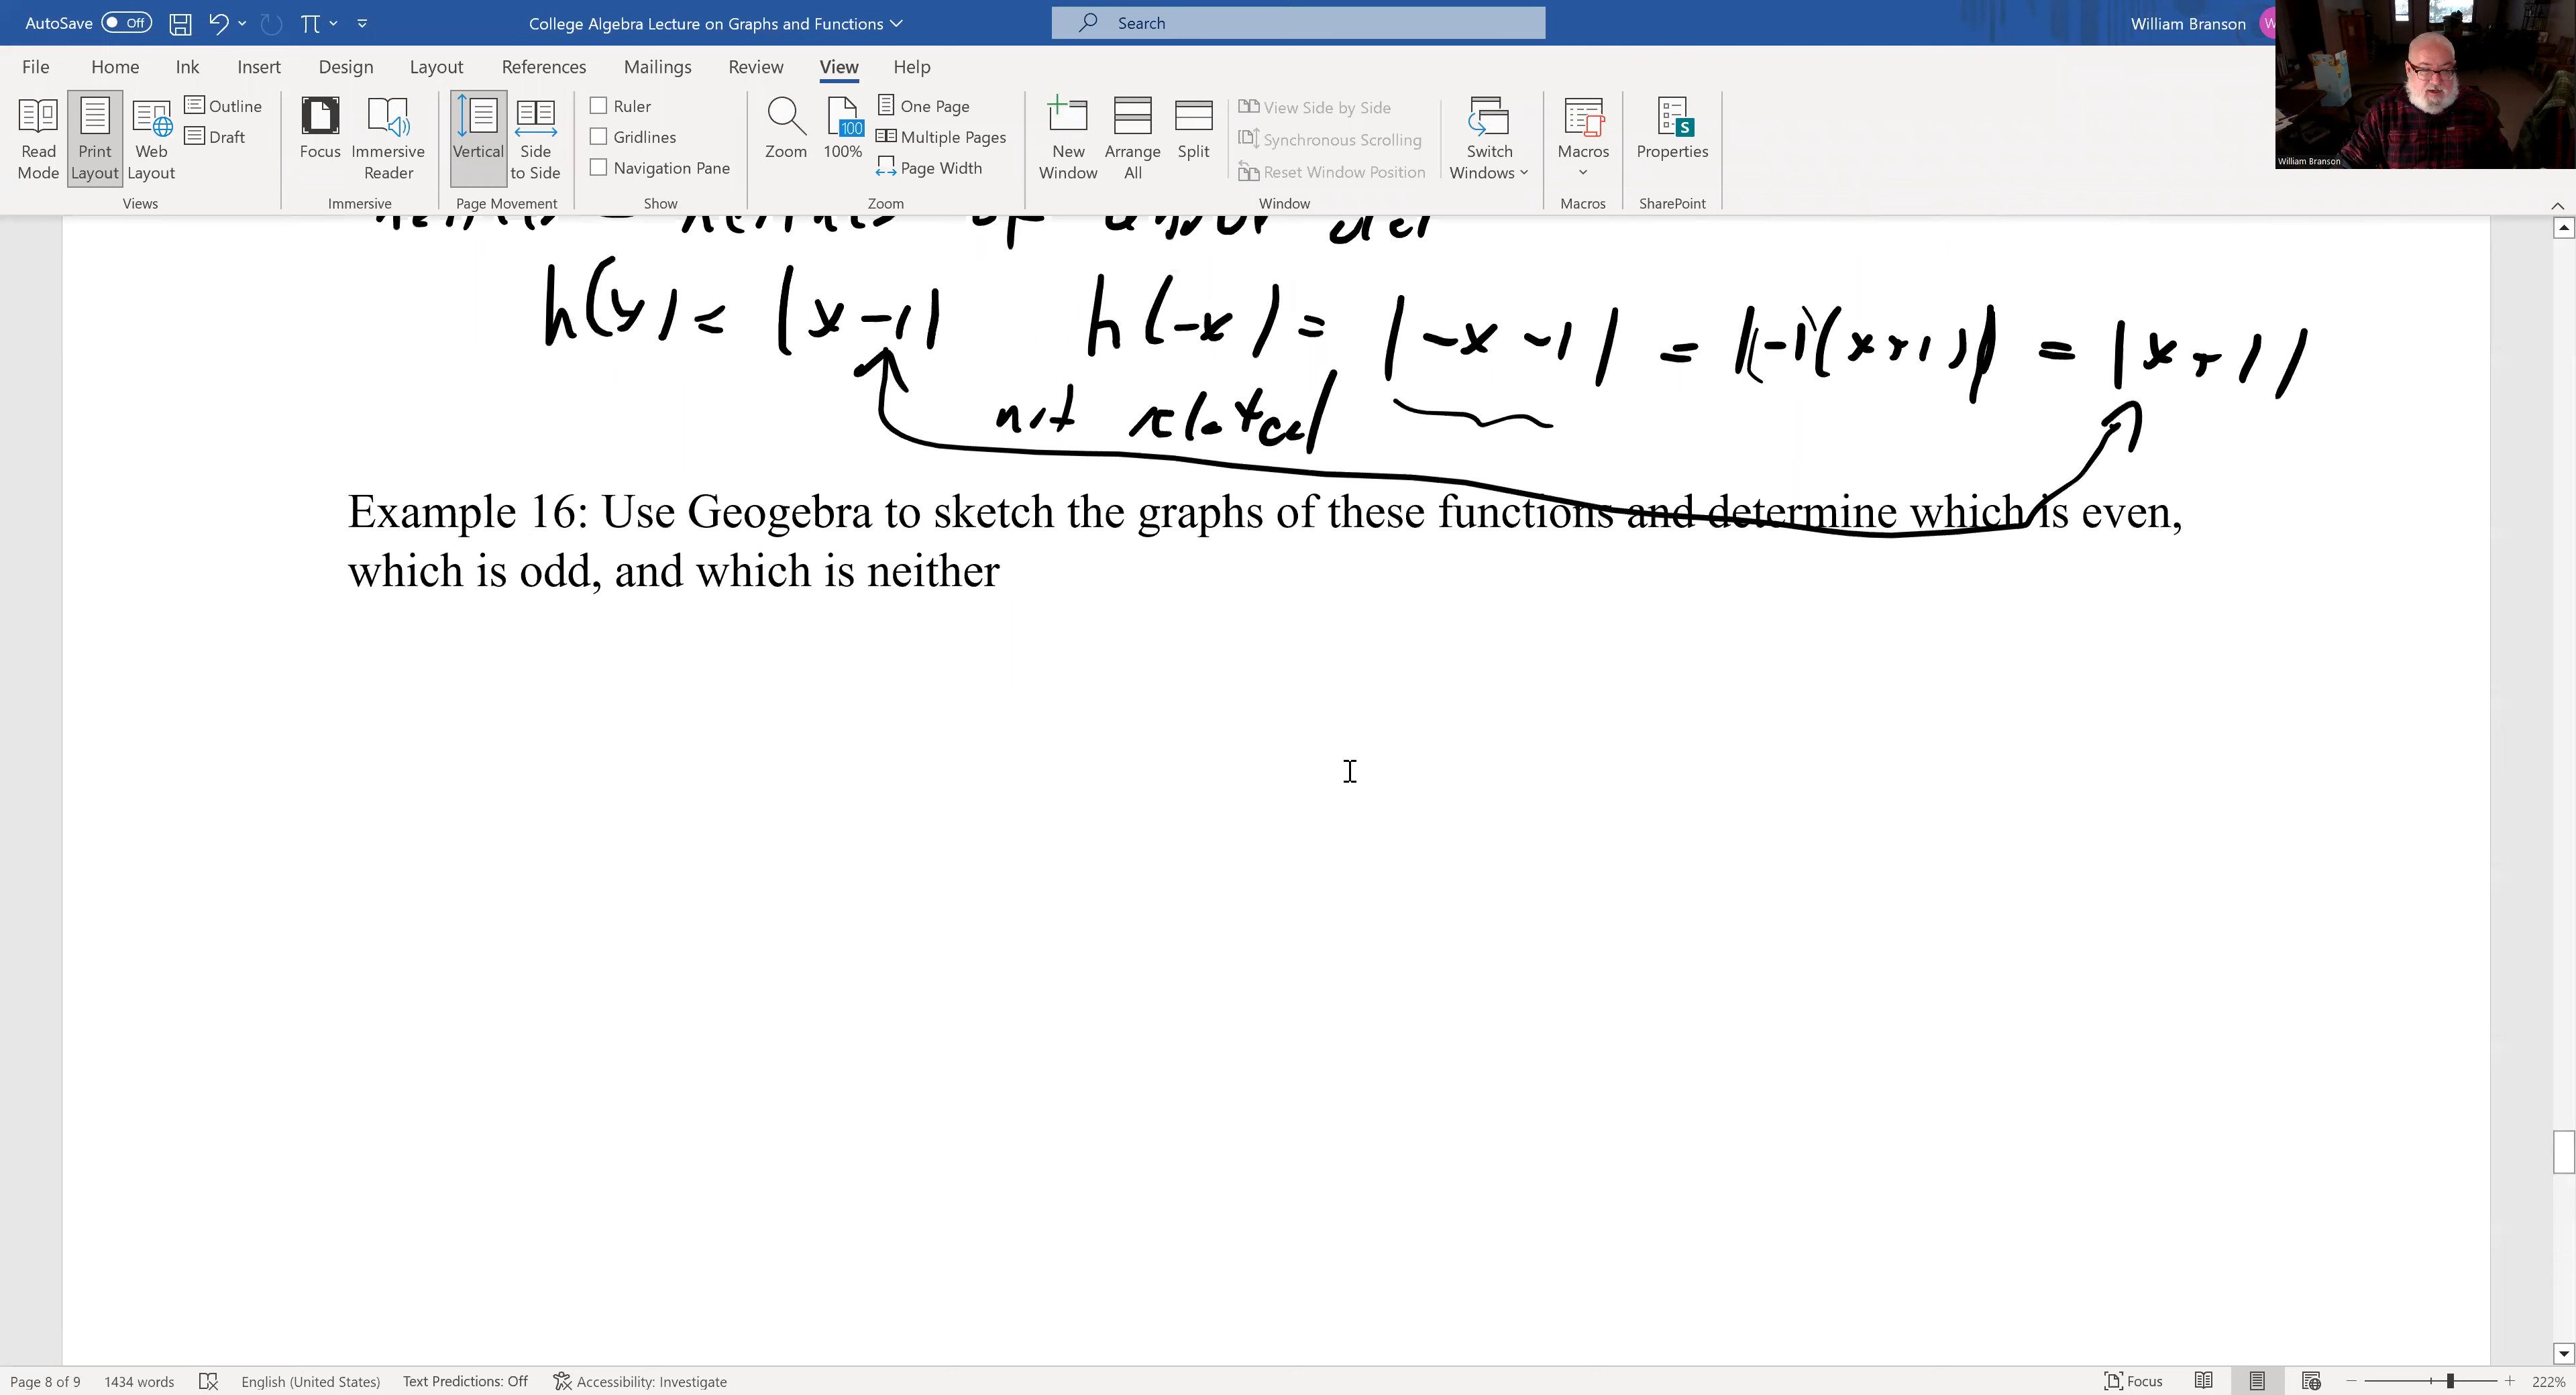 AutoSave Off College Algebra Lecture on Graphs and Functions Search William Branson W
File Home Ink Insert Design Layout References Mailings Review View Help
Read Mode
Print Layout
Web Layout
Outline
Draft
Views
Focus
Immersive Reader
Immersive
Vertical
Side to Side
Page Movement
Ruler
Gridlines
Navigation Pane
Show
Zoom
100
100%
One Page
Multiple Pages
Page Width
Zoom
New Window
Arrange All
Split
View Side by Side
Synchronous Scrolling
Reset Window Position
Switch Windows
Window
Macros
Macros
S
Properties
SharePoint
William Branson
h(x) = |x-1| h(-x) = |-x-1| = |(-1)(x+1)| = |x+1|
not related
Example 16: Use Geogebra to sketch the graphs of these functions and determine which is even,
which is odd, and which is neither
Page 8 of 9 1434 words English (United States) Text Predictions: Off Accessibility: Investigate Focus 222%